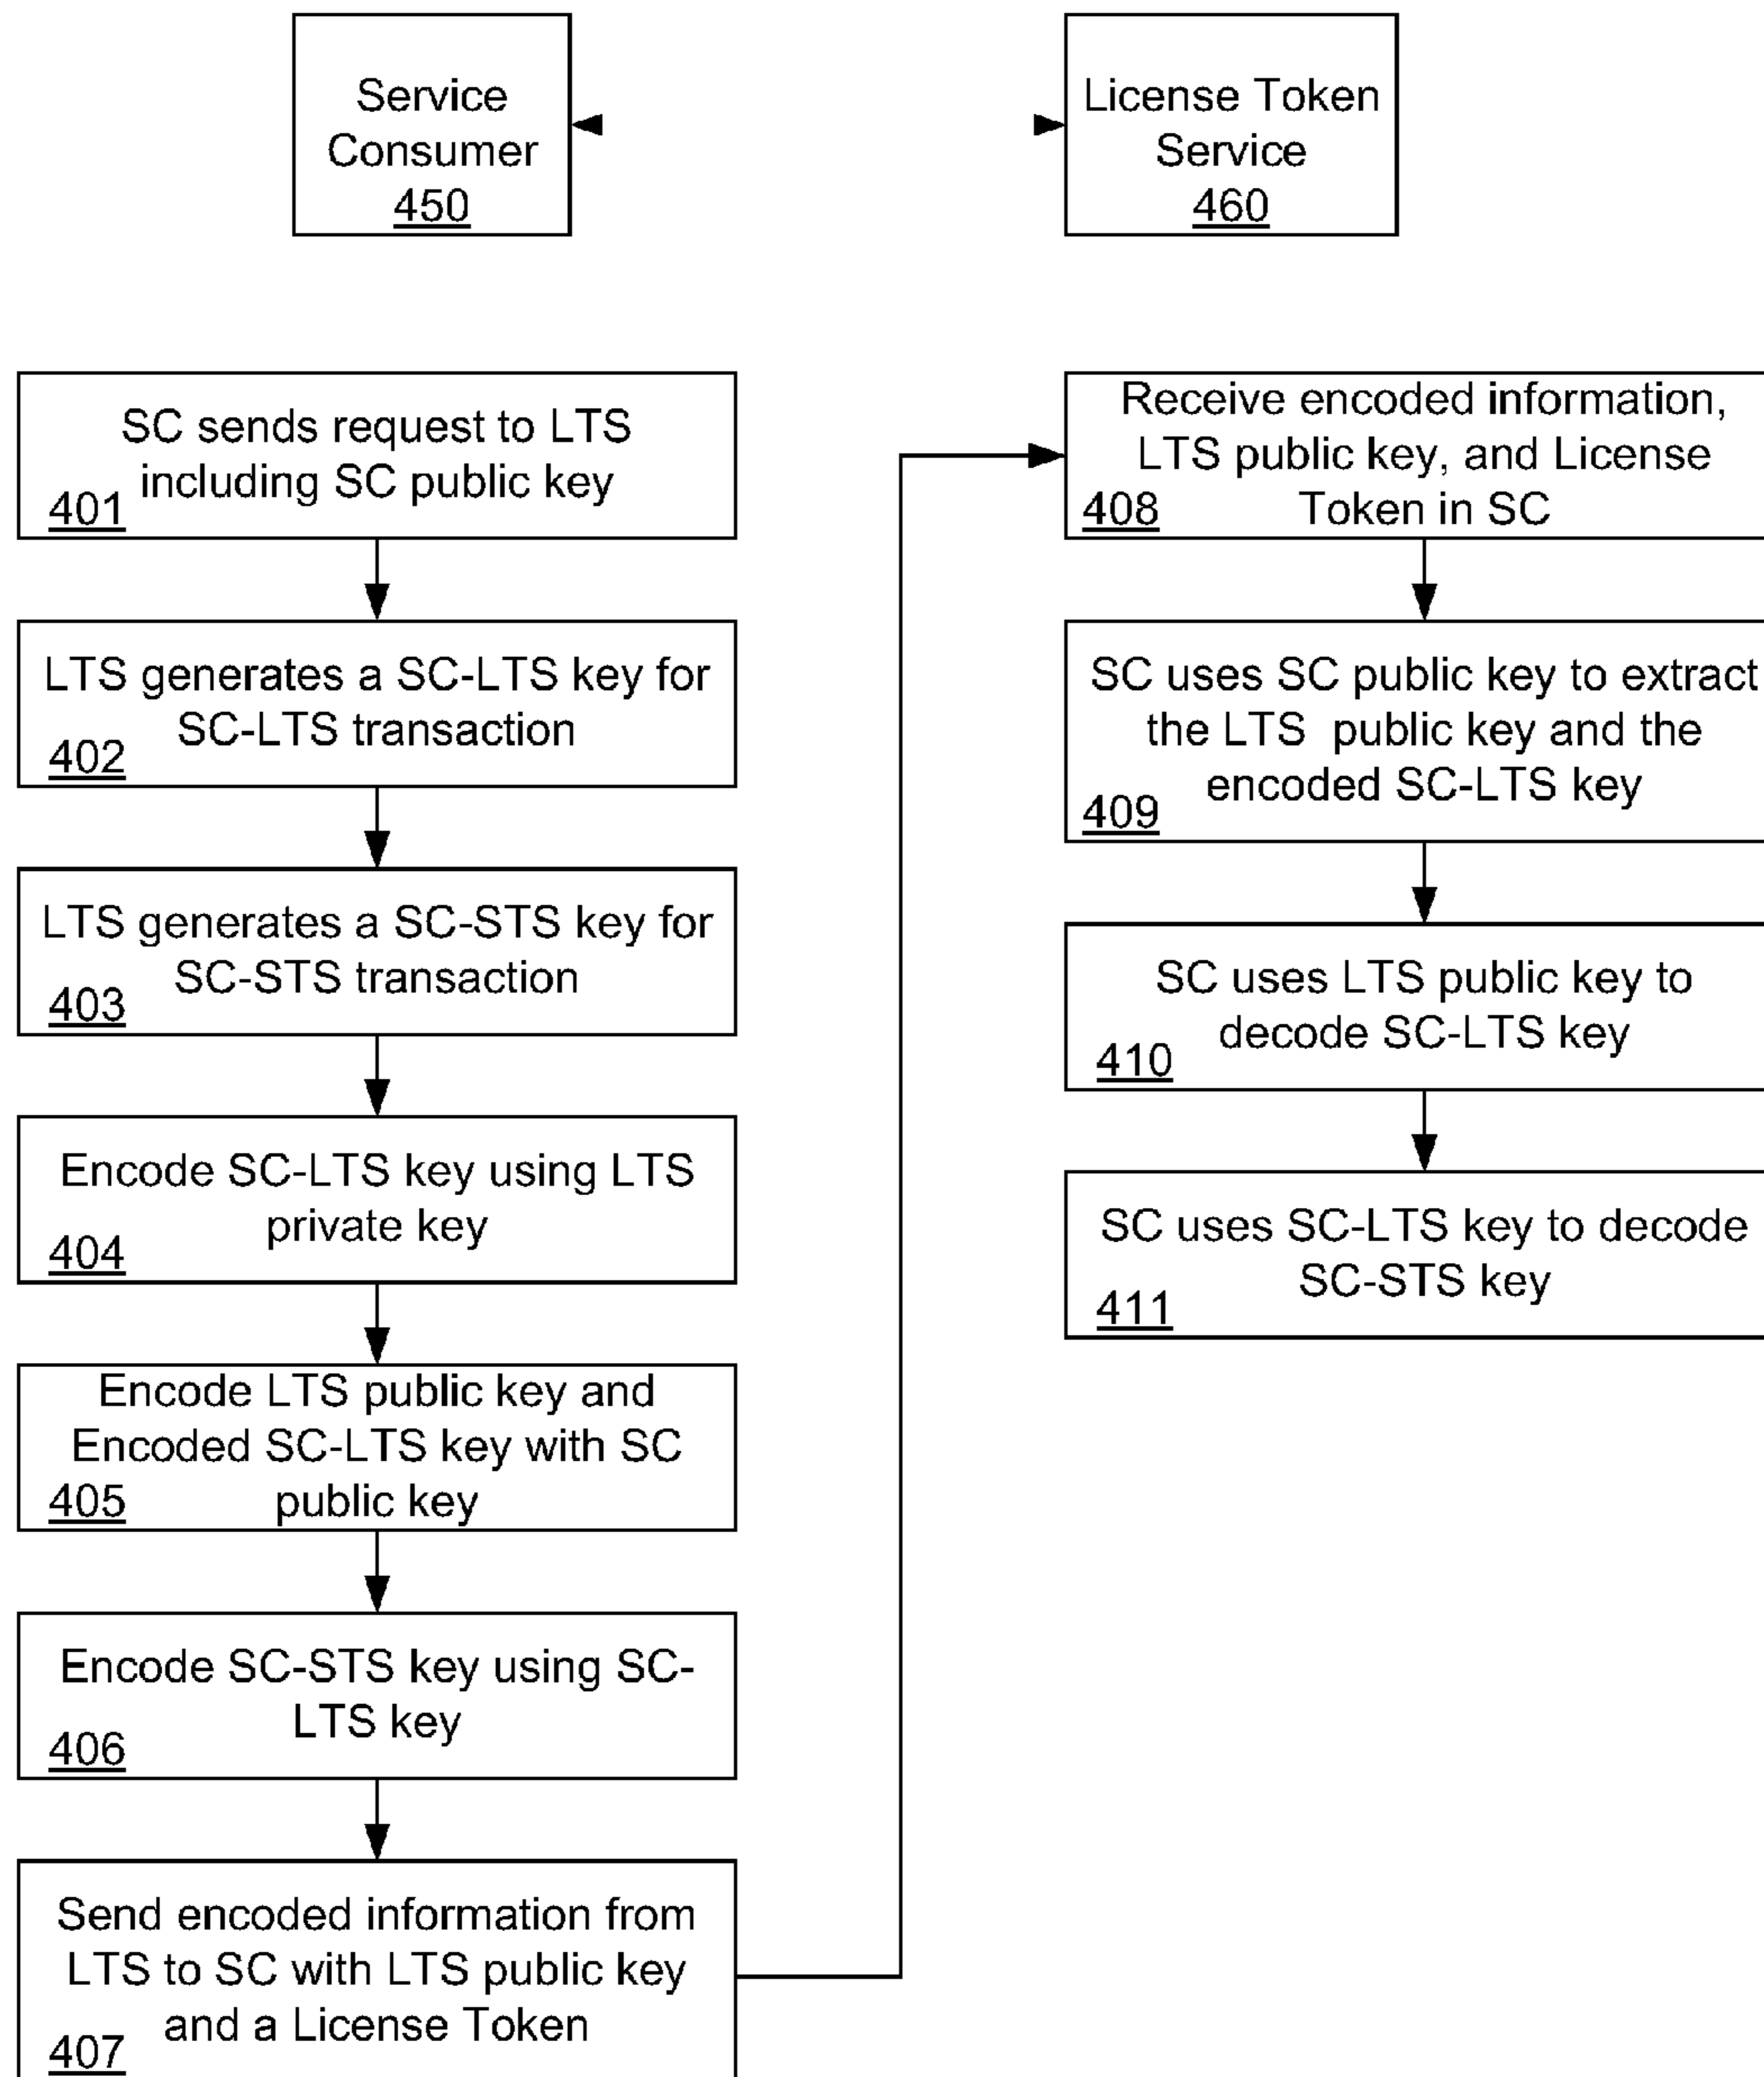 Service
Consumer
450
License Token
Service
460
SC sends request to LTS
including SC public key
401
LTS generates a SC-LTS key for
SC-LTS transaction
402
LTS generates a SC-STS key for
SC-STS transaction
403
Encode SC-LTS key using LTS
private key
404
Encode LTS public key and
Encoded SC-LTS key with SC
public key
405
Encode SC-STS key using SC-
LTS key
406
Send encoded information from
LTS to SC with LTS public key
and a License Token
407
Receive encoded information,
LTS public key, and License
Token in SC
408
SC uses SC public key to extract
the LTS public key and the
encoded SC-LTS key
409
SC uses LTS public key to
decode SC-LTS key
410
SC uses SC-LTS key to decode
SC-STS key
411